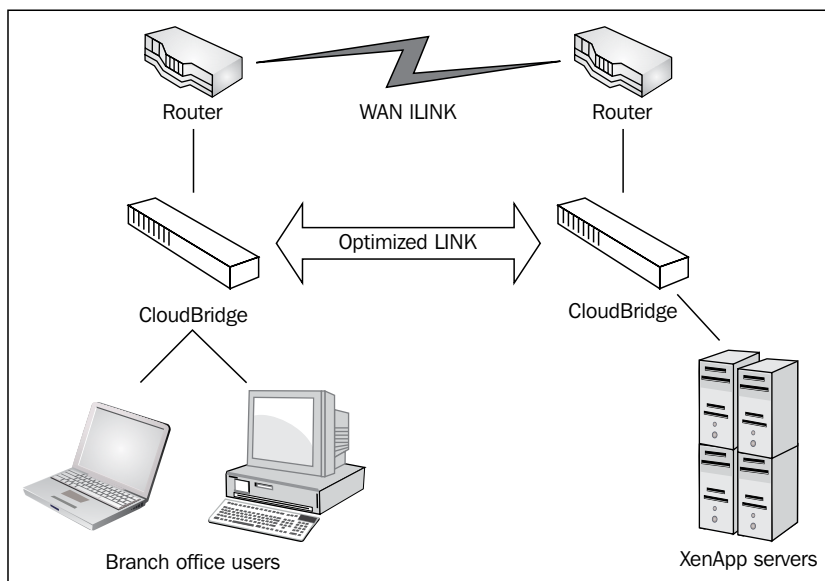 Router
WAN ILINK
Router
Optimized LINK
CloudBridge
CloudBridge
Branch office users
XenApp servers